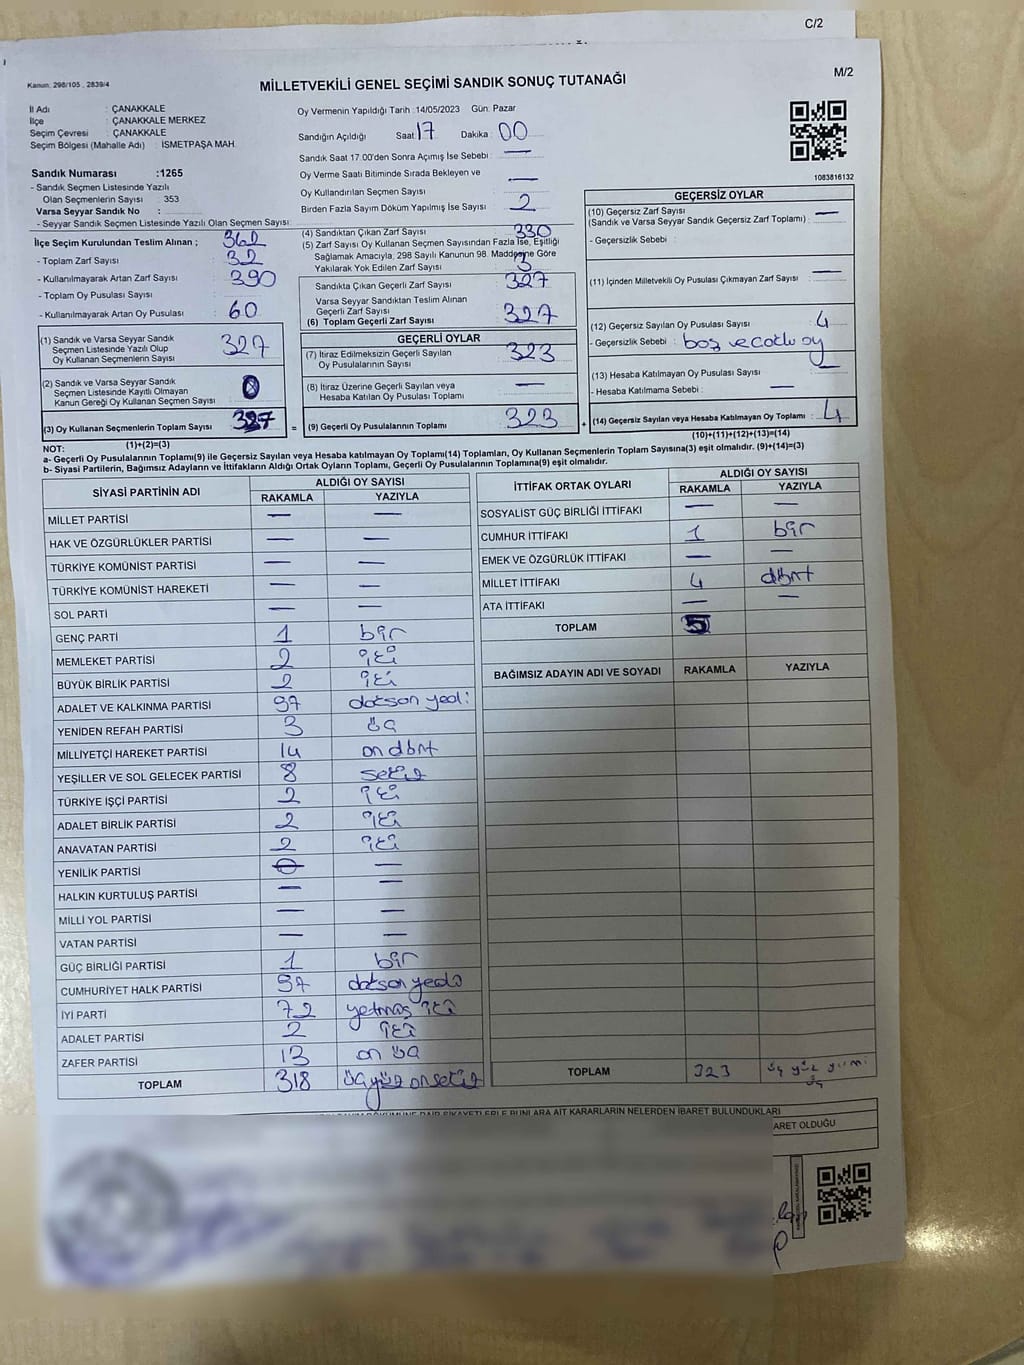 C/2
M/2
Kanun: 298/105 , 2839/4
MİLLETVEKİLİ GENEL SEÇİMİ SANDIK SONUÇ TUTANAĞI
İl Adı : ÇANAKKALE
İlçe : ÇANAKKALE MERKEZ
Seçim Çevresi : ÇANAKKALE
Seçim Bölgesi (Mahalle Adı) : İSMETPAŞA MAH.
Sandık Numarası :1265
- Sandık Seçmen Listesinde Yazılı
Olan Seçmenlerin Sayısı : 353
Varsa Seyyar Sandık No :
- Seyyar Sandık Seçmen Listesinde Yazılı Olan Seçmen Sayısı:
İlçe Seçim Kurulundan Teslim Alınan ; 362
- Toplam Zarf Sayısı : 32
- Kullanılmayarak Artan Zarf Sayısı : 390
- Toplam Oy Pusulası Sayısı :
- Kullanılmayarak Artan Oy Pusulası : 60
(1) Sandık ve Varsa Seyyar Sandık
Seçmen Listesinde Yazılı Olup
Oy Kullanan Seçmenlerin Sayısı : 327
(2) Sandık ve Varsa Seyyar Sandık
Seçmen Listesinde Kayıtlı Olmayan
Kanun Gereği Oy Kullanan Seçmen Sayısı : 0
(3) Oy Kullanan Seçmenlerin Toplam Sayısı 327
(1)+(2)=(3)
Oy Vermenin Yapıldığı Tarih :14/05/2023 Gün: Pazar
Sandığın Açıldığı Saat:17 Dakika: 00
Sandık Saat 17.00'den Sonra Açımış İse Sebebi : —
Oy Verme Saati Bitiminde Sırada Bekleyen ve
Oy Kullandırılan Seçmen Sayısı : —
Birden Fazla Sayım Döküm Yapılmış İse Sayısı : 2
(4) Sandıktan Çıkan Zarf Sayısı : 330
(5) Zarf Sayısı Oy Kullanan Seçmen Sayısından Fazla İse, Eşitliği
Sağlamak Amacıyla, 298 Sayılı Kanunun 98. Maddesine Göre
Yakılarak Yok Edilen Zarf Sayısı : 3
Sandıkta Çıkan Geçerli Zarf Sayısı : 327
Varsa Seyyar Sandıktan Teslim Alınan
Geçerli Zarf Sayısı :
(6) Toplam Geçerli Zarf Sayısı : 327
GEÇERLİ OYLAR
(7) İtiraz Edilmeksizin Geçerli Sayılan
Oy Pusulalarının Sayısı : 323
(8) İtiraz Üzerine Geçerli Sayılan veya
Hesaba Katılan Oy Pusulası Toplamı : —
= (9) Geçerli Oy Pusulalarının Toplamı : 323 +
1083816132
GEÇERSİZ OYLAR
(10) Geçersiz Zarf Sayısı : —
(Sandık ve Varsa Seyyar Sandık Geçersiz Zarf Toplamı) :
- Geçersizlik Sebebi :
(11) İçinden Milletvekili Oy Pusulası Çıkmayan Zarf Sayısı : —
(12) Geçersiz Sayılan Oy Pusulası Sayısı : 4
- Geçersizlik Sebebi : boş ve çoklu oy
(13) Hesaba Katılmayan Oy Pusulası Sayısı : —
- Hesaba Katılmama Sebebi : —
(14) Geçersiz Sayılan veya Hesaba Katılmayan Oy Toplamı : 4
(10)+(11)+(12)+(13)=(14)
NOT:
a- Geçerli Oy Pusulalarının Toplamı(9) ile Geçersiz Sayılan veya Hesaba katılmayan Oy Toplamı(14) Toplamları, Oy Kullanan Seçmenlerin Toplam Sayısına(3) eşit olmalıdır. (9)+(14)=(3)
b- Siyasi Partilerin, Bağımsız Adayların ve İttifakların Aldığı Ortak Oyların Toplamı, Geçerli Oy Pusulalarının Toplamına(9) eşit olmalıdır.
SİYASİ PARTİNİN ADI ALDIĞI OY SAYISI
RAKAMLA YAZIYLA
MİLLET PARTİSİ — —
HAK VE ÖZGÜRLÜKLER PARTİSİ — —
TÜRKİYE KOMÜNİST PARTİSİ — —
TÜRKİYE KOMÜNİST HAREKETİ — —
SOL PARTİ — —
GENÇ PARTİ 1 bir
MEMLEKET PARTİSİ 2 iki
BÜYÜK BİRLİK PARTİSİ 2 iki
ADALET VE KALKINMA PARTİSİ 97 doksan yedi
YENİDEN REFAH PARTİSİ 3 üç
MİLLİYETÇİ HAREKET PARTİSİ 14 on dört
YEŞİLLER VE SOL GELECEK PARTİSİ 8 sekiz
TÜRKİYE İŞÇİ PARTİSİ 2 iki
ADALET BİRLİK PARTİSİ 2 iki
ANAVATAN PARTİSİ 2 iki
YENİLİK PARTİSİ — —
HALKIN KURTULUŞ PARTİSİ — —
MİLLİ YOL PARTİSİ — —
VATAN PARTİSİ — —
GÜÇ BİRLİĞİ PARTİSİ 1 bir
CUMHURİYET HALK PARTİSİ 97 doksan yedi
İYİ PARTİ 72 yetmiş iki
ADALET PARTİSİ 2 iki
ZAFER PARTİSİ 13 on üç
TOPLAM 318 üçyüz onsekiz
İTTİFAK ORTAK OYLARI ALDIĞI OY SAYISI
RAKAMLA YAZIYLA
SOSYALİST GÜÇ BİRLİĞİ İTTİFAKI — —
CUMHUR İTTİFAKI 1 bir
EMEK VE ÖZGÜRLÜK İTTİFAKI — —
MİLLET İTTİFAKI 4 dört
ATA İTTİFAKI — —
TOPLAM 5
BAĞIMSIZ ADAYIN ADI VE SOYADI RAKAMLA YAZIYLA
TOPLAM 323 üç yüz yirmi üç
DÖKÜMÜNE DAİR ŞİKAYETLERLE BUNLARA AİT KARARLARIN NELERDEN İBARET BULUNDUKLARI
ARET OLDUĞU